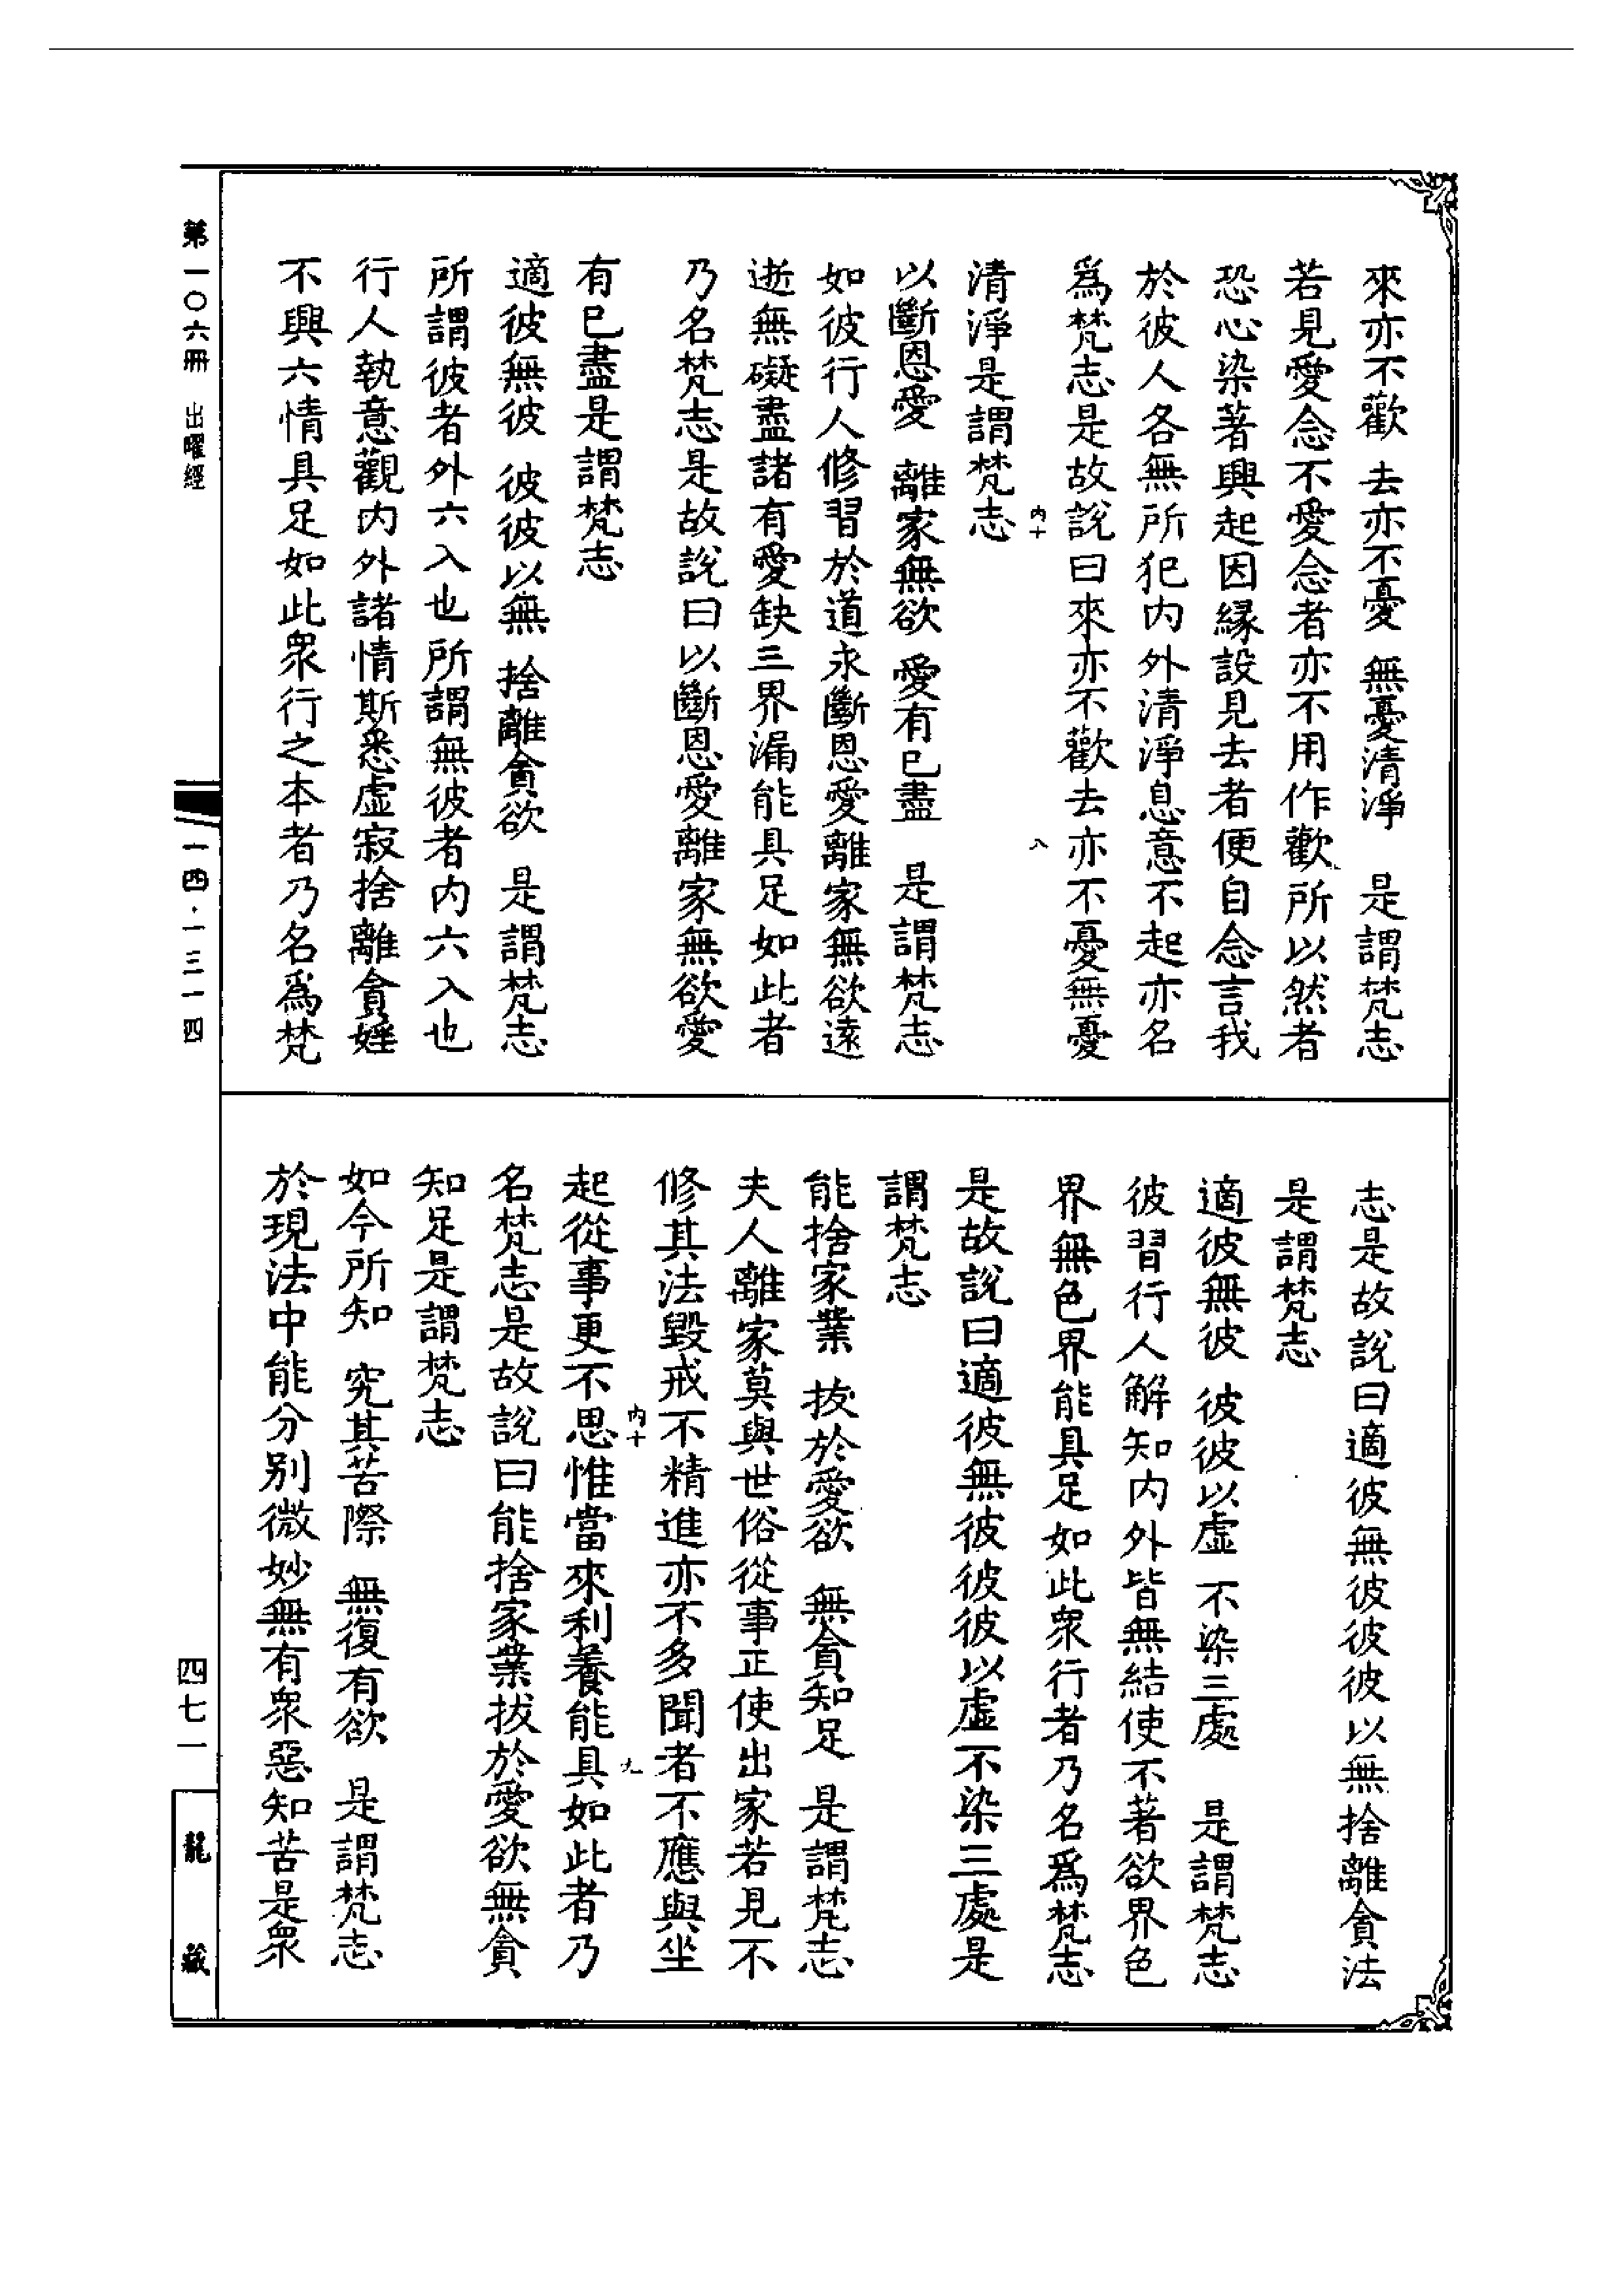 來亦不歡　去亦不憂　無憂清淨　是謂梵志
若見愛念不愛念者亦不用作歡所以然者
恐心染著興起因緣設見去者便自念言我
於彼人各無所犯内外清淨息意不起亦名
爲梵志是故說曰來亦不歡去亦不憂無憂
内十　八
清淨是謂梵志
以斷恩愛　離家無欲　愛有已盡　是謂梵志
如彼行人修習於道永斷恩愛離家無欲遠
逝無礙盡諸有愛缺三界漏能具足如此者
乃名梵志是故說曰以斷恩愛離家無欲愛
有已盡是謂梵志
適彼無彼　彼彼以無　捨離貪欲　是謂梵志
所謂彼者外六入也所謂無彼者内六入也
行人執意觀内外諸情斯悉虛寂捨離貪婬
不興六情具足如此衆行之本者乃名爲梵
志是故說曰適彼無彼彼彼以無捨離貪法
是謂梵志
適彼無彼　彼彼以虛　不染三處　是謂梵志
彼習行人解知内外皆無結使不著欲界色
界無色界能具足如此衆行者乃名爲梵志
是故說曰適彼無彼彼彼以虛不染三處是
謂梵志
能捨家業　拔於愛欲　無貪知足　是謂梵志
夫人離家莫與世俗從事正使出家若見不
修其法毀戒不精進亦不多聞者不應與坐
内十　九
起從事更不思惟當來利養能具如此者乃
名梵志是故說曰能捨家業拔於愛欲無貪
知足是謂梵志
如今所知　究其苦際　無復有欲　是謂梵志
於現法中能分別微妙無有衆惡知苦是衆
第一〇六冊　出曜經
一四·一三一四
四七一
龍藏